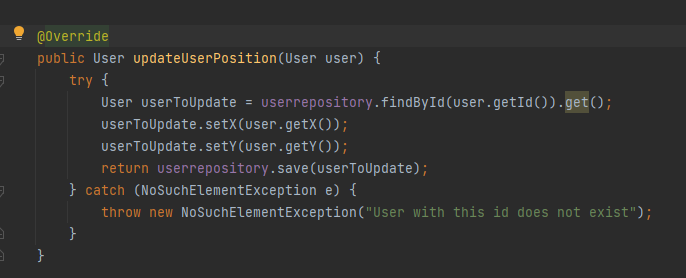 @Override
public User updateUserPosition(User user) {
    try {
        User userToUpdate = userrepository.findById(user.getId()).get();
        userToUpdate.setX(user.getX());
        userToUpdate.setY(user.getY());
        return userrepository.save(userToUpdate);
    } catch (NoSuchElementException e) {
        throw new NoSuchElementException("User with this id does not exist");
    }
}